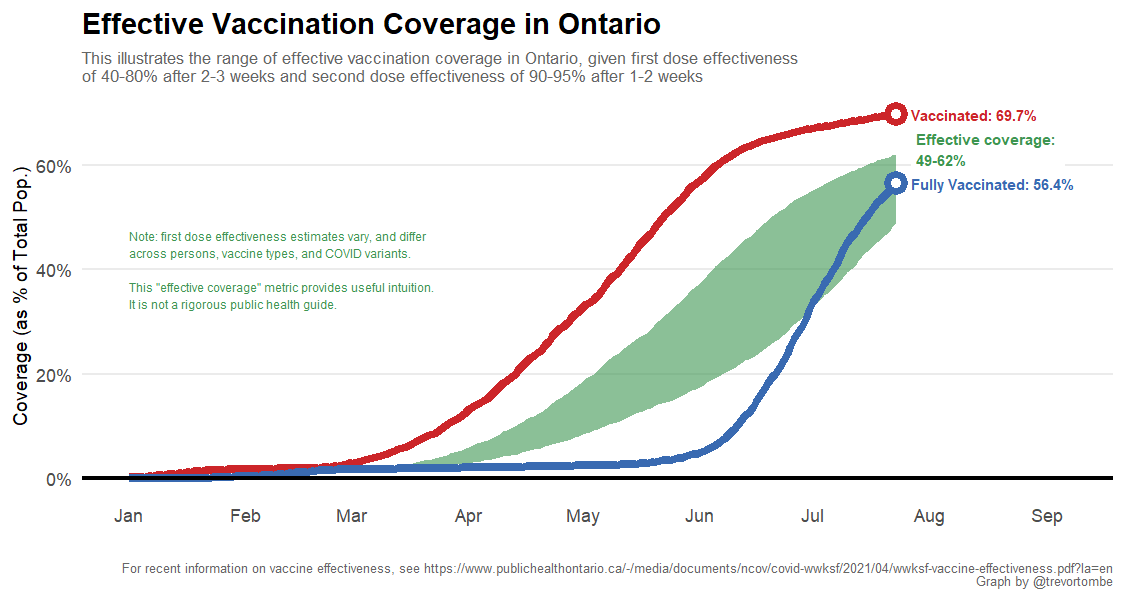 Effective Vaccination Coverage in Ontario
This illustrates the range of effective vaccination coverage in Ontario, given first dose effectiveness
of 40-80% after 2-3 weeks and second dose effectiveness of 90-95% after 1-2 weeks
Vaccinated: 69.7%
Effective coverage:
49-62%
Fully Vaccinated: 56.4%
Coverage (as % of Total Pop.)
60%
40%
20%
0%
Note: first dose effectiveness estimates vary, and differ
across persons, vaccine types, and COVID variants.
This "effective coverage" metric provides useful intuition.
It is not a rigorous public health guide.
Jan Feb Mar Apr May Jun Jul Aug Sep
For recent information on vaccine effectiveness, see https://www.publichealthontario.ca/-/media/documents/ncov/covid-wwksf/2021/04/wwksf-vaccine-effectiveness.pdf?la=en
Graph by @trevortombe